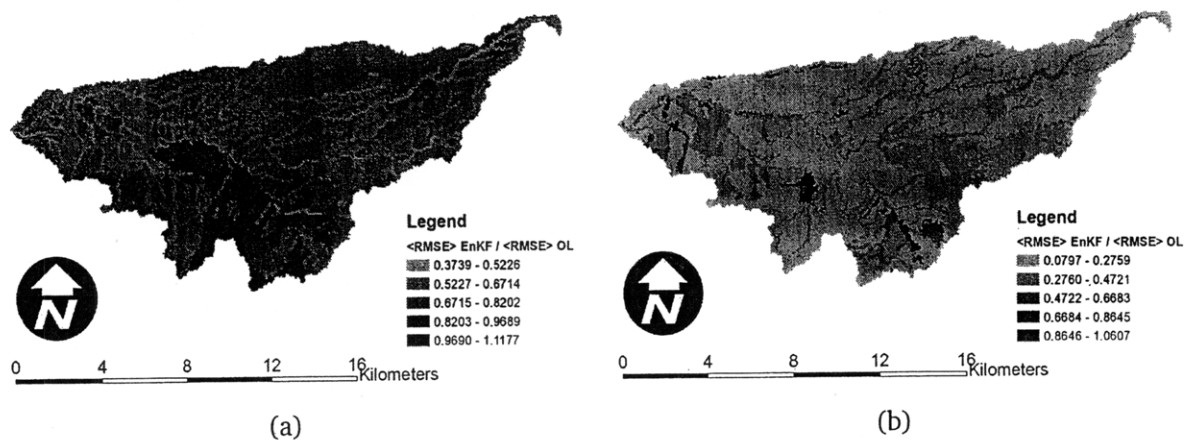 Legend
<RMSE> EnKF / <RMSE> OL
0.3739 - 0.5226
0.5227 - 0.6714
0.6715 - 0.8202
0.8203 - 0.9689
0.9690 - 1.1177
N
0 4 8 12 16
Kilometers
(a)
Legend
<RMSE> EnKF / <RMSE> OL
0.0797 - 0.2759
0.2760 - 0.4721
0.4722 - 0.6683
0.6684 - 0.8645
0.8646 - 1.0607
N
0 4 8 12 16
Kilometers
(b)